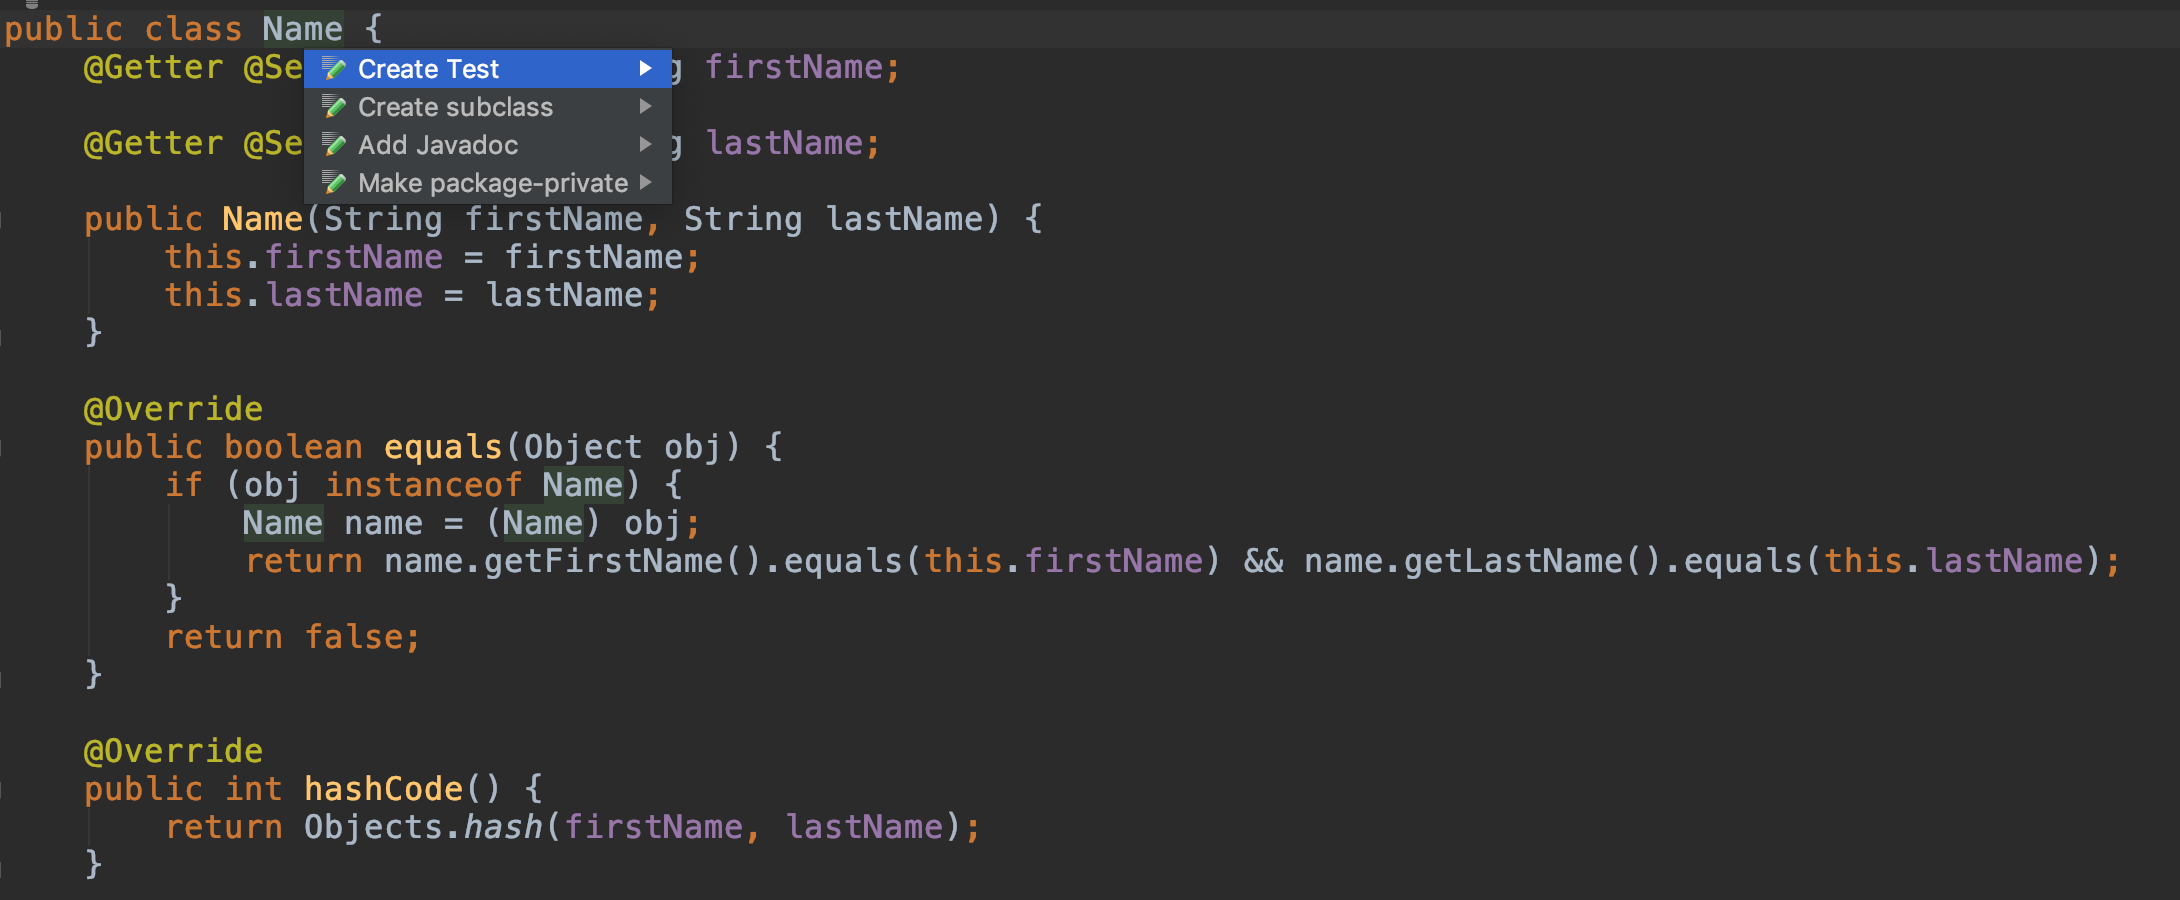 public class Name {
@Getter @Se g firstName;
Create Test
Create subclass
@Getter @Se g lastName;
Add Javadoc
Make package-private
public Name(String firstName, String lastName) {
this.firstName = firstName;
this.lastName = lastName;
}
@Override
public boolean equals(Object obj) {
if (obj instanceof Name) {
Name name = (Name) obj;
return name.getFirstName().equals(this.firstName) && name.getLastName().equals(this.lastName);
}
return false;
}
@Override
public int hashCode() {
return Objects.hash(firstName, lastName);
}